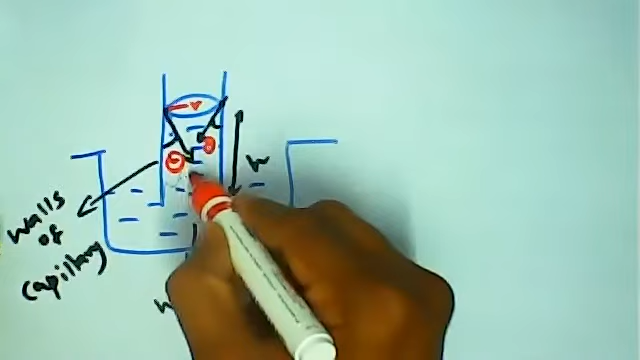 r
θ
θ
h
walls
of
capillary